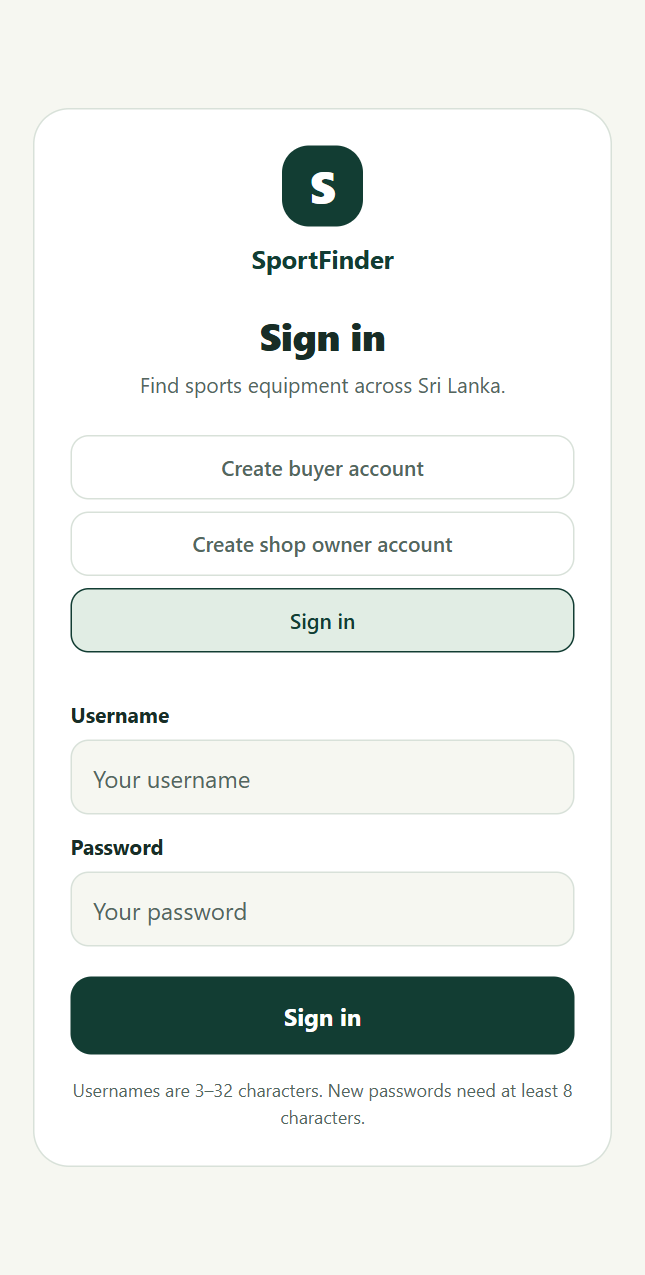 S
SportFinder
Sign in
Find sports equipment across Sri Lanka.
Create buyer account
Create shop owner account
Sign in
Username
Your username
Password
Your password
Sign in
Usernames are 3–32 characters. New passwords need at least 8
characters.